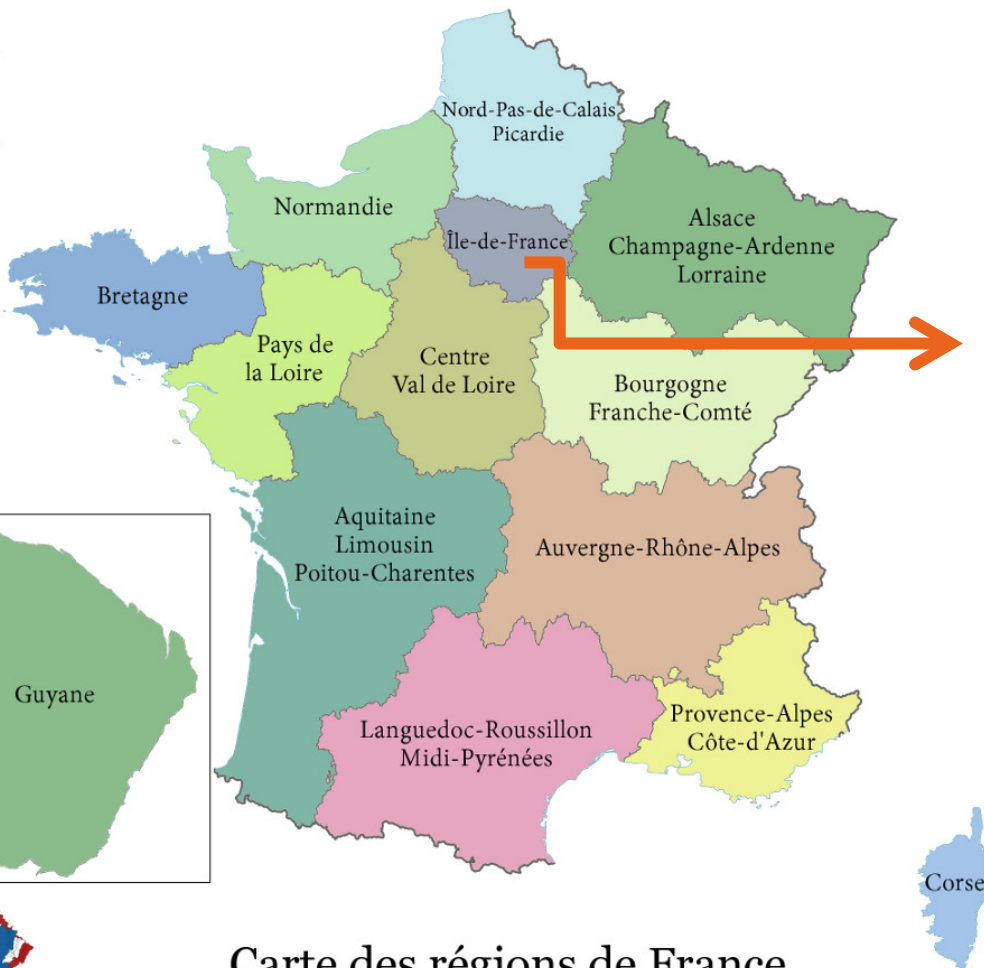 Nord-Pas-de-Calais
Picardie
Normandie
Île-de-France
Alsace
Champagne-Ardenne
Lorraine
Bretagne
Pays de
la Loire
Centre
Val de Loire
Bourgogne
Franche-Comté
Aquitaine
Limousin
Poitou-Charentes
Auvergne-Rhône-Alpes
Guyane
Languedoc-Roussillon
Midi-Pyrénées
Provence-Alpes
Côte-d'Azur
Corse
Carte des régions de France